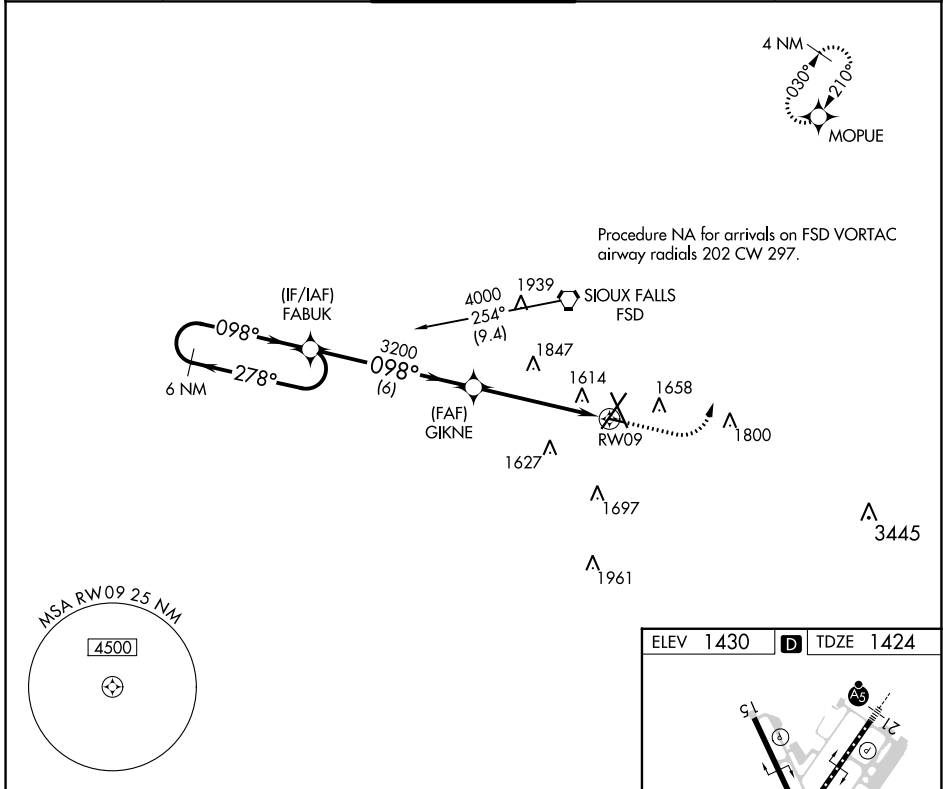 4 NM
030°
210°
MOPUE
Procedure NA for arrivals on FSD VORTAC
airway radials 202 CW 297.
(IF/IAF)
FABUK
4000
254°
(9.4)
1939
SIOUX FALLS
FSD
098°
278°
6 NM
3200
098°
(6)
1847
1614
1658
(FAF)
GIKNE
RW09
1800
1627
1697
3445
1961
MSA RW09 25 NM
4500
ELEV 1430 D TDZE 1424
15
A5
21
P
P